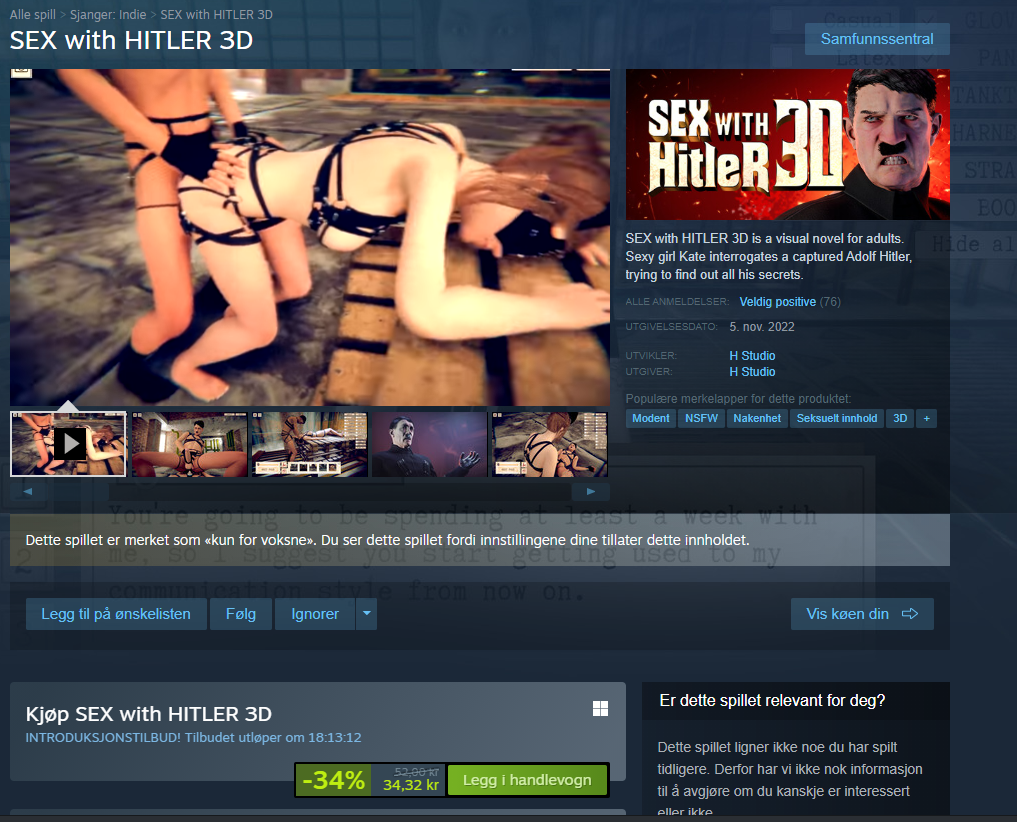 Alle spill > Sjanger: Indie > SEX with HITLER 3D
SEX with HITLER 3D
Samfunnssentral
Casual
Latex
SEX WITH
HitleR 3D
SEX with HITLER 3D is a visual novel for adults.
Sexy girl Kate interrogates a captured Adolf Hitler,
trying to find out all his secrets.
ALLE ANMELDELSER: Veldig positive (76)
UTGIVELSESDATO: 5. nov. 2022
UTVIKLER: H Studio
UTGIVER: H Studio
Populære merkelapper for dette produktet:
Modent NSFW Nakenhet Seksuelt innhold 3D +
Hide al
You're going to be spending at least a week with
me, so I suggest you start getting used to my
communication style from now on.
Dette spillet er merket som «kun for voksne». Du ser dette spillet fordi innstillingene dine tillater dette innholdet.
Legg til på ønskelisten Følg Ignorer Vis køen din
Kjøp SEX with HITLER 3D
INTRODUKSJONSTILBUD! Tilbudet utløper om 18:13:12
-34% 52,00 kr 34,32 kr Legg i handlevogn
Er dette spillet relevant for deg?
Dette spillet ligner ikke noe du har spilt
tidligere. Derfor har vi ikke nok informasjon
til å avgjøre om du kanskje er interessert
eller ikke.